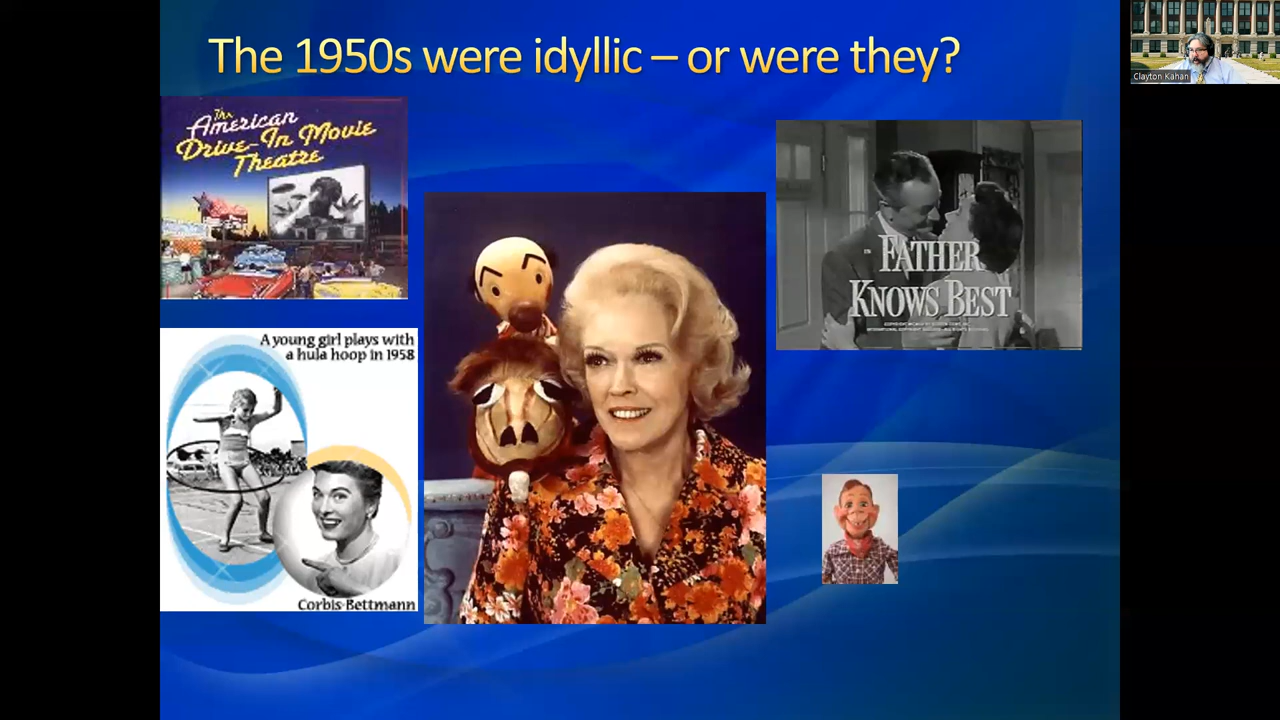 The 1950s were idyllic – or were they?
The
American
Drive-In Movie
Theatre
A young girl plays with
a hula hoop in 1958
Corbis-Bettmann
IN
FATHER
KNOWS BEST
Clayton Kahan